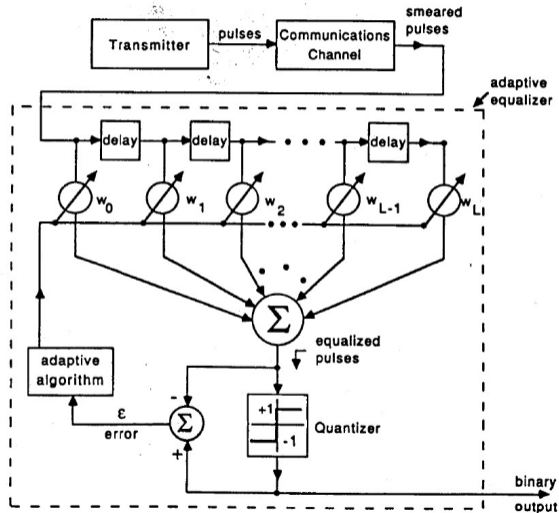 smeared
pulses
Transmitter
pulses
Communications
Channel
adaptive
equalizer
delay
delay
delay
w0
w1
w2
wL-1
wL
Σ
equalized
pulses
adaptive
algorithm
ε
error
-
Σ
+
+1
-1
Quantizer
binary
output